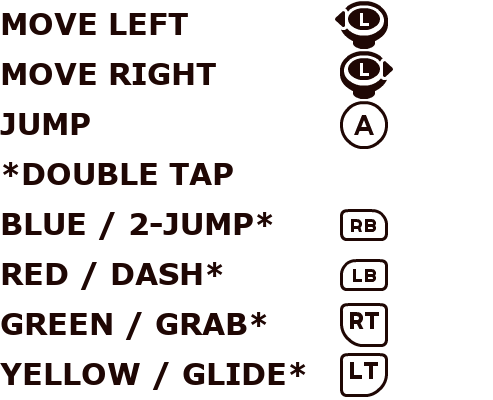 MOVE LEFT L
MOVE RIGHT L
JUMP A
*DOUBLE TAP
BLUE / 2-JUMP* RB
RED / DASH* LB
GREEN / GRAB* RT
YELLOW / GLIDE* LT